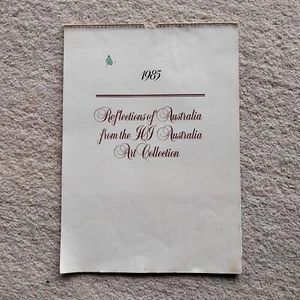 1985
Reflections of Australia
from the ICI Australia
Art Collection